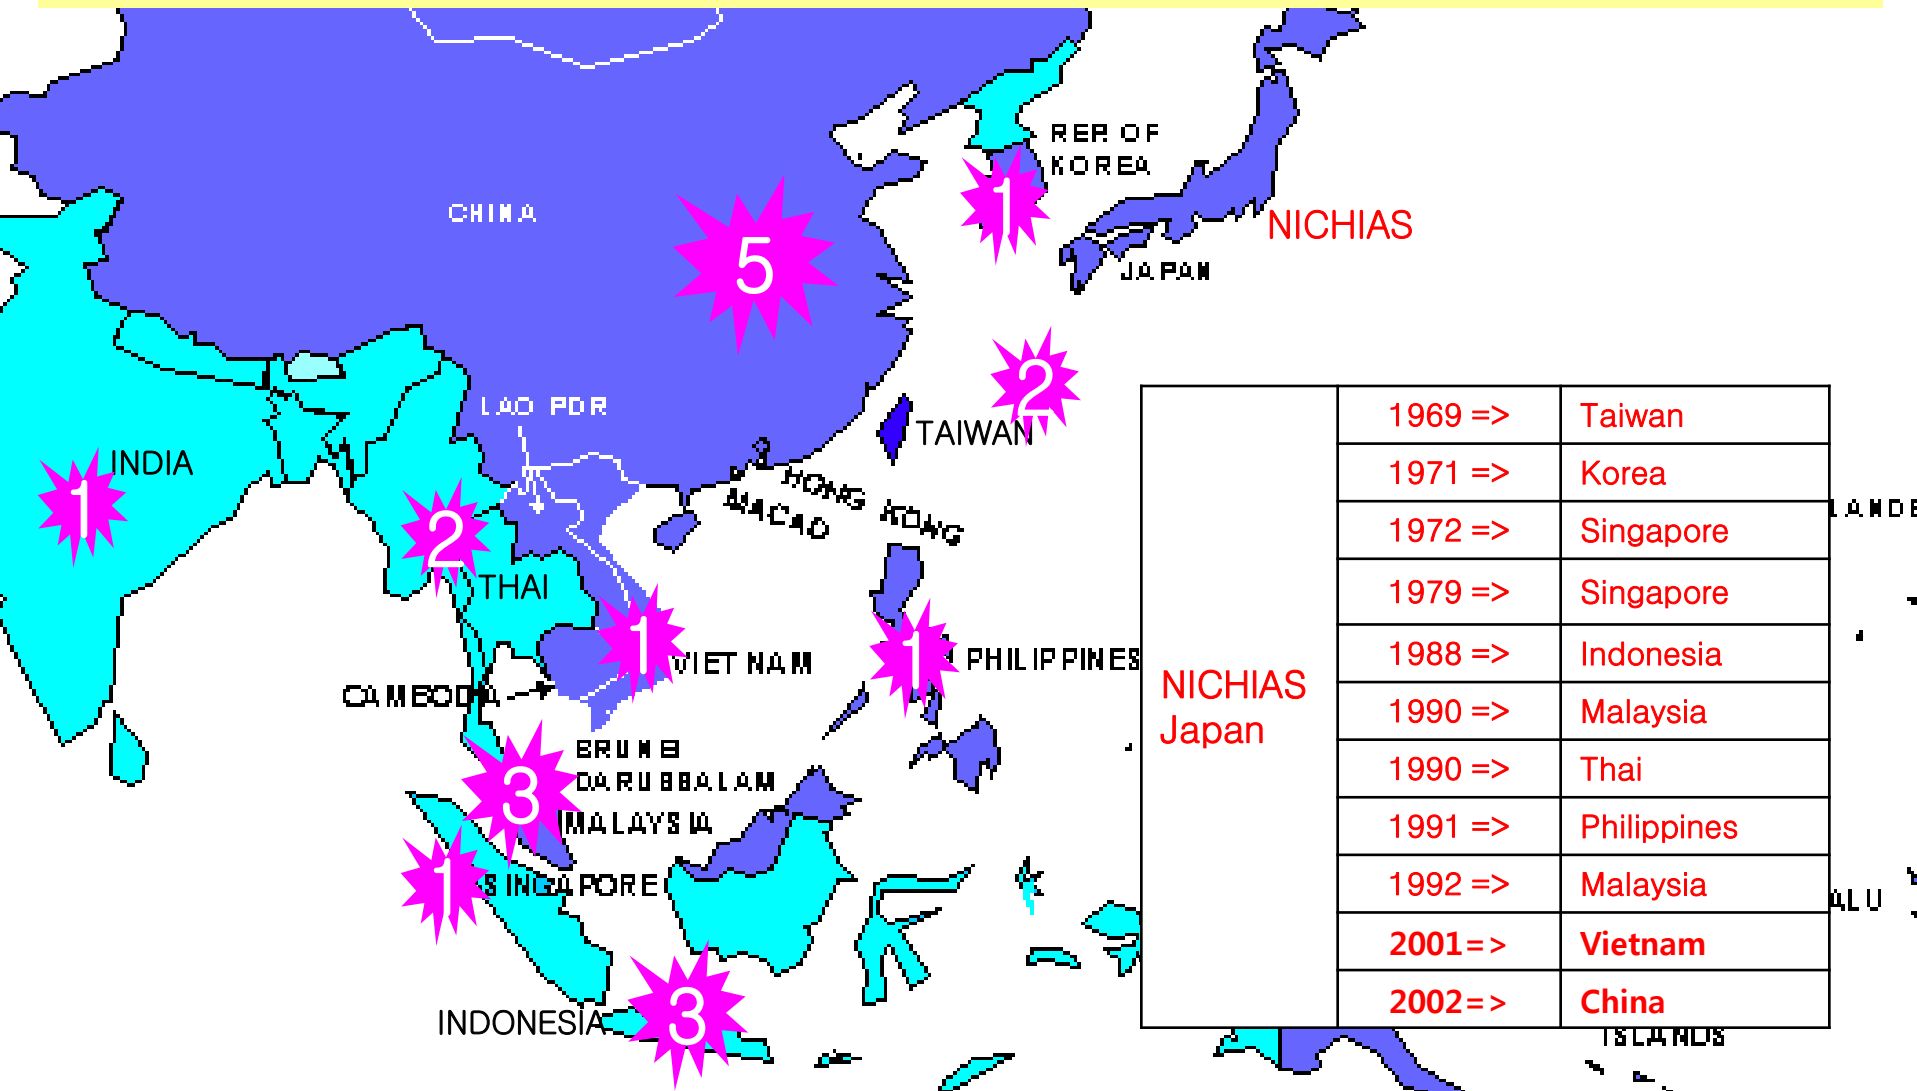 REP. OF
KOREA
CHINA
1
NICHIAS
5
JAPAN
2
LAO PDR
TAIWAN
INDIA
HONG KONG
MACAO
1
2
THAI
1
VIET NAM
1
PHILIPPINES
CAMBODIA
BRUNEI
DARUSSALAM
3
MALAYSIA
1
SINGAPORE
3
INDONESIA
NICHIAS
Japan
1969 => Taiwan
1971 => Korea
1972 => Singapore
1979 => Singapore
1988 => Indonesia
1990 => Malaysia
1990 => Thai
1991 => Philippines
1992 => Malaysia
2001=> Vietnam
2002=> China
ISLANDS